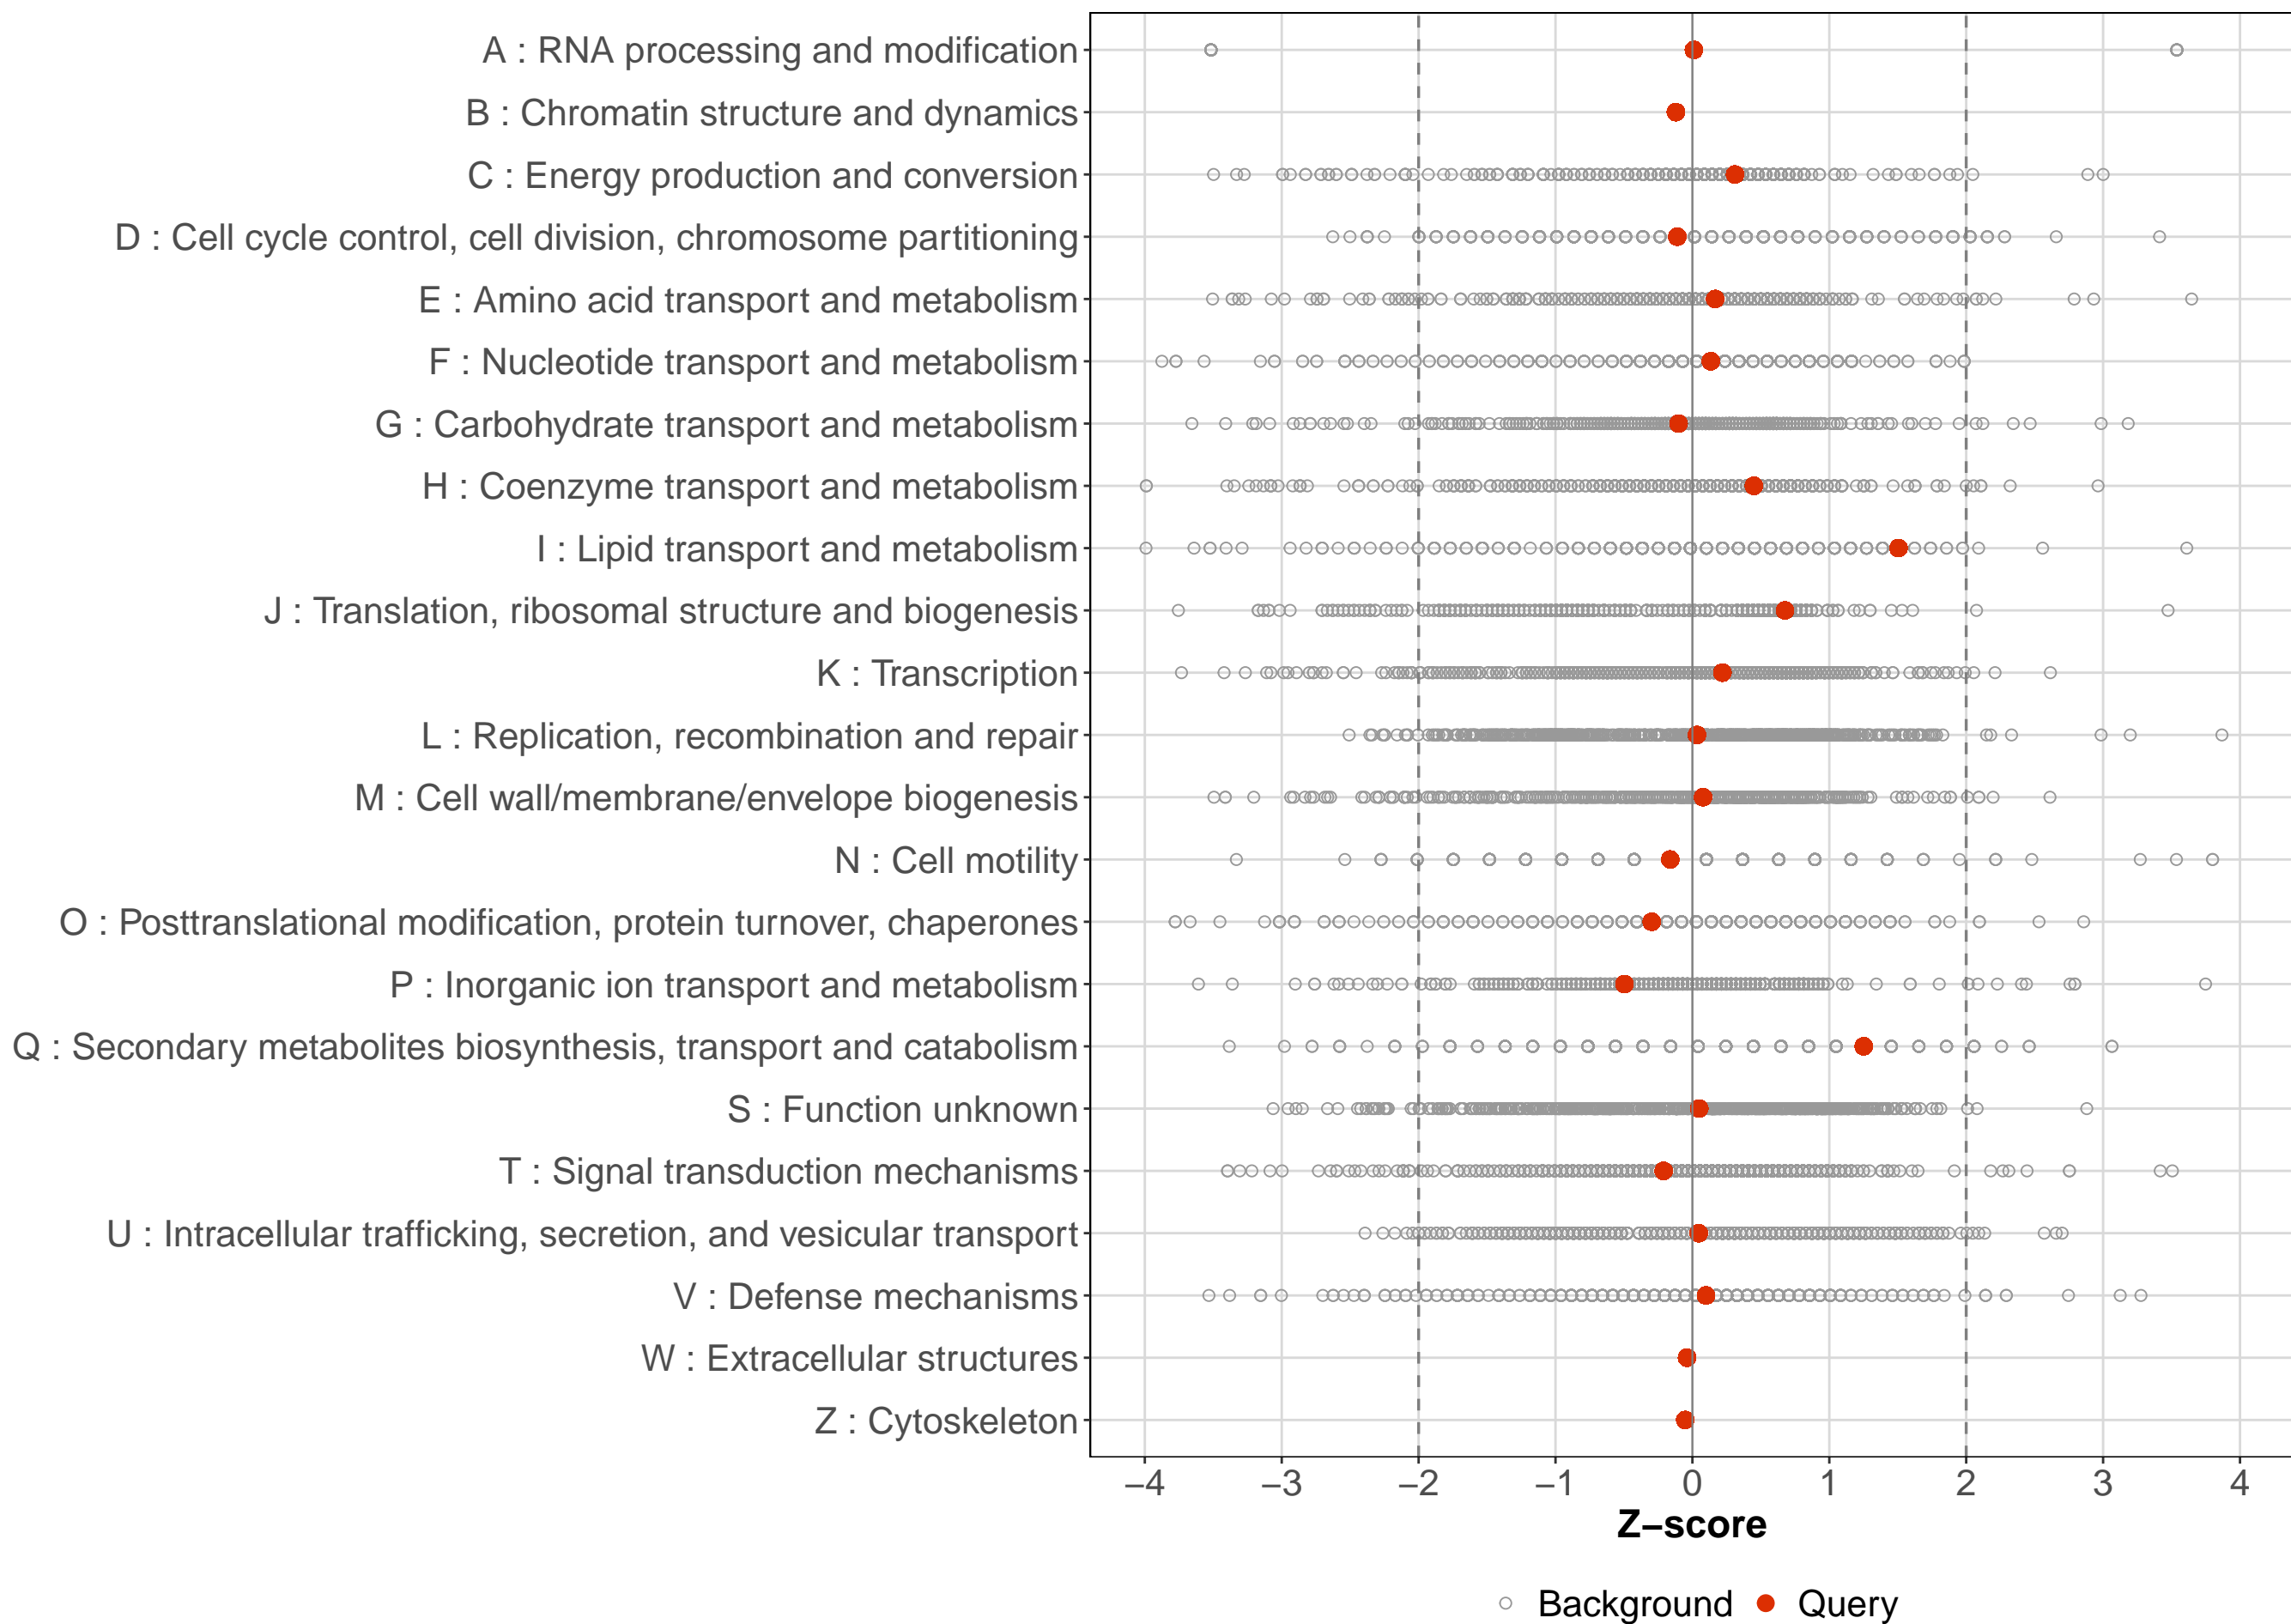 A : RNA processing and modification
B : Chromatin structure and dynamics
C : Energy production and conversion
D : Cell cycle control, cell division, chromosome partitioning
E : Amino acid transport and metabolism
F : Nucleotide transport and metabolism
G : Carbohydrate transport and metabolism
H : Coenzyme transport and metabolism
I : Lipid transport and metabolism
J : Translation, ribosomal structure and biogenesis
K : Transcription
L : Replication, recombination and repair
M : Cell wall/membrane/envelope biogenesis
N : Cell motility
O : Posttranslational modification, protein turnover, chaperones
P : Inorganic ion transport and metabolism
Q : Secondary metabolites biosynthesis, transport and catabolism
S : Function unknown
T : Signal transduction mechanisms
U : Intracellular trafficking, secretion, and vesicular transport
V : Defense mechanisms
W : Extracellular structures
Z : Cytoskeleton
−4 −3 −2 −1 0 1 2 3 4
Z−score
Background Query